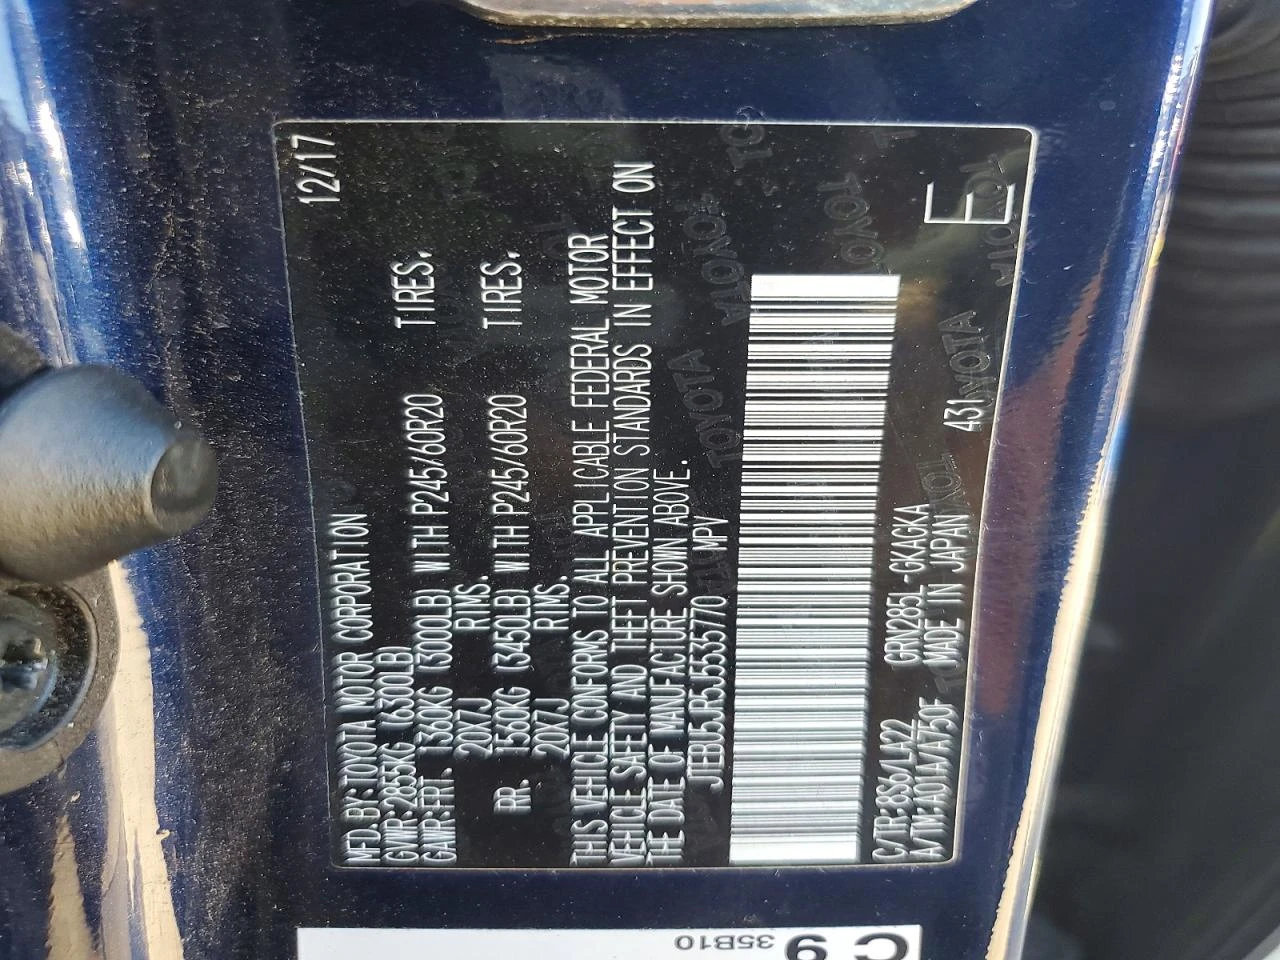 MFD. BY: TOYOTA MOTOR CORPORATION 12/17
GVWR: 2855KG (6300LB)
GAWR: FRT. 1360KG (3000LB) WITH P245/60R20 TIRES,
20X7J RIMS.
RR. 1560KG (3450LB) WITH P245/60R20 TIRES,
20X7J RIMS.
THIS VEHICLE CONFORMS TO ALL APPLICABLE FEDERAL MOTOR
VEHICLE SAFETY AND THEFT PREVENTION STANDARDS IN EFFECT ON
THE DATE OF MANUFACTURE SHOWN ABOVE.
JTEBU5JR5J5535770 MPV
C/TR: 8S6/LA22 GRN285L-GKAGKA
A/TM: A01A/A750F MADE IN JAPAN 431 E
C 9
35B10